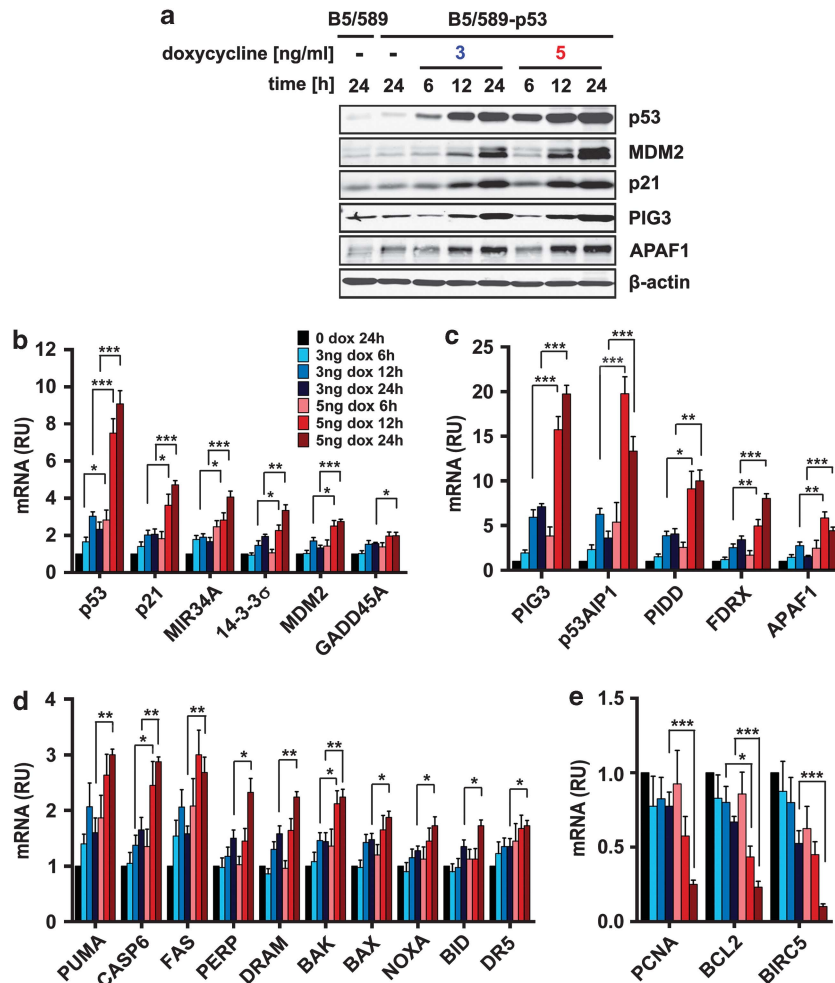 a
B5/589 B5/589-p53
doxycycline [ng/ml] - - 3 5
time [h] 24 24 6 12 24 6 12 24
p53
MDM2
p21
PIG3
APAF1
β-actin
b
mRNA (RU)
12
10
8
6
4
2
0
0 dox 24h
3ng dox 6h
3ng dox 12h
3ng dox 24h
5ng dox 6h
5ng dox 12h
5ng dox 24h
* *** ***
* ***
* ***
* **
* ***
*
p53 p21 MIR34A 14-3-3σ MDM2 GADD45A
c
mRNA (RU)
25
20
15
10
5
0
*** ***
*** ***
* **
** ***
** ***
PIG3 p53AIP1 PIDD FDRX APAF1
d
mRNA (RU)
4
3
2
1
0
**
* **
**
*
**
* **
*
*
*
*
PUMA CASP6 FAS PERP DRAM BAK BAX NOXA BID DR5
e
mRNA (RU)
1.5
1.0
0.5
0.0
***
* ***
***
PCNA BCL2 BIRC5